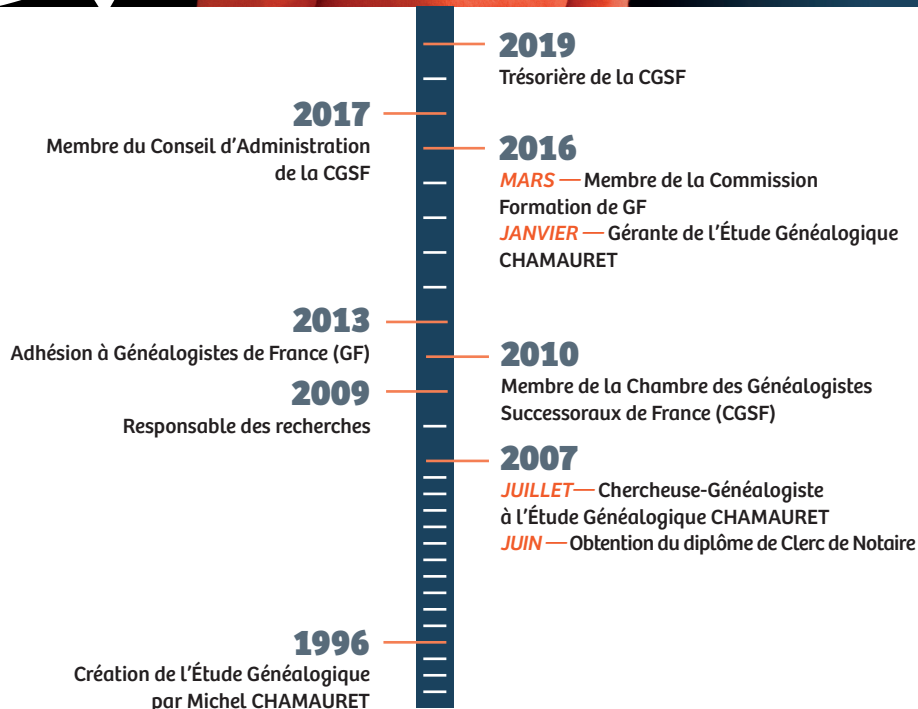 2019
Trésorière de la CGSF
2017
Membre du Conseil d’Administration
de la CGSF
2016
MARS — Membre de la Commission
Formation de GF
JANVIER — Gérante de l’Étude Généalogique
CHAMAURET
2013
Adhésion à Généalogistes de France (GF)
2010
Membre de la Chambre des Généalogistes
Successoraux de France (CGSF)
2009
Responsable des recherches
2007
JUILLET— Chercheuse-Généalogiste
à l’Étude Généalogique CHAMAURET
JUIN — Obtention du diplôme de Clerc de Notaire
1996
Création de l’Étude Généalogique
par Michel CHAMAURET